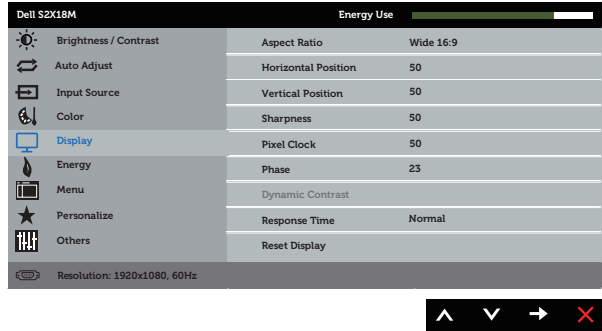 Dell S2X18M Energy Use
Brightness / Contrast
Auto Adjust
Input Source
Color
Display
Energy
Menu
Personalize
Others
Aspect Ratio Wide 16:9
Horizontal Position 50
Vertical Position 50
Sharpness 50
Pixel Clock 50
Phase 23
Dynamic Contrast
Response Time Normal
Reset Display
Resolution: 1920x1080, 60Hz